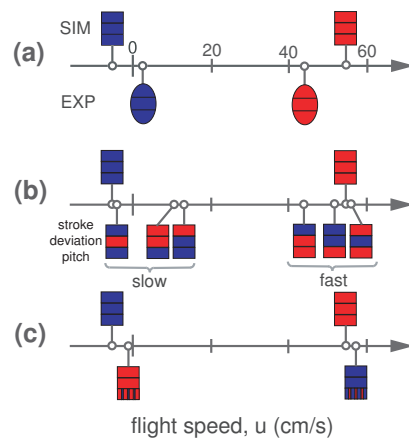 SIM
(a)
0 20 40 60
EXP
(b)
stroke
deviation
pitch
slow fast
(c)
flight speed, u (cm/s)